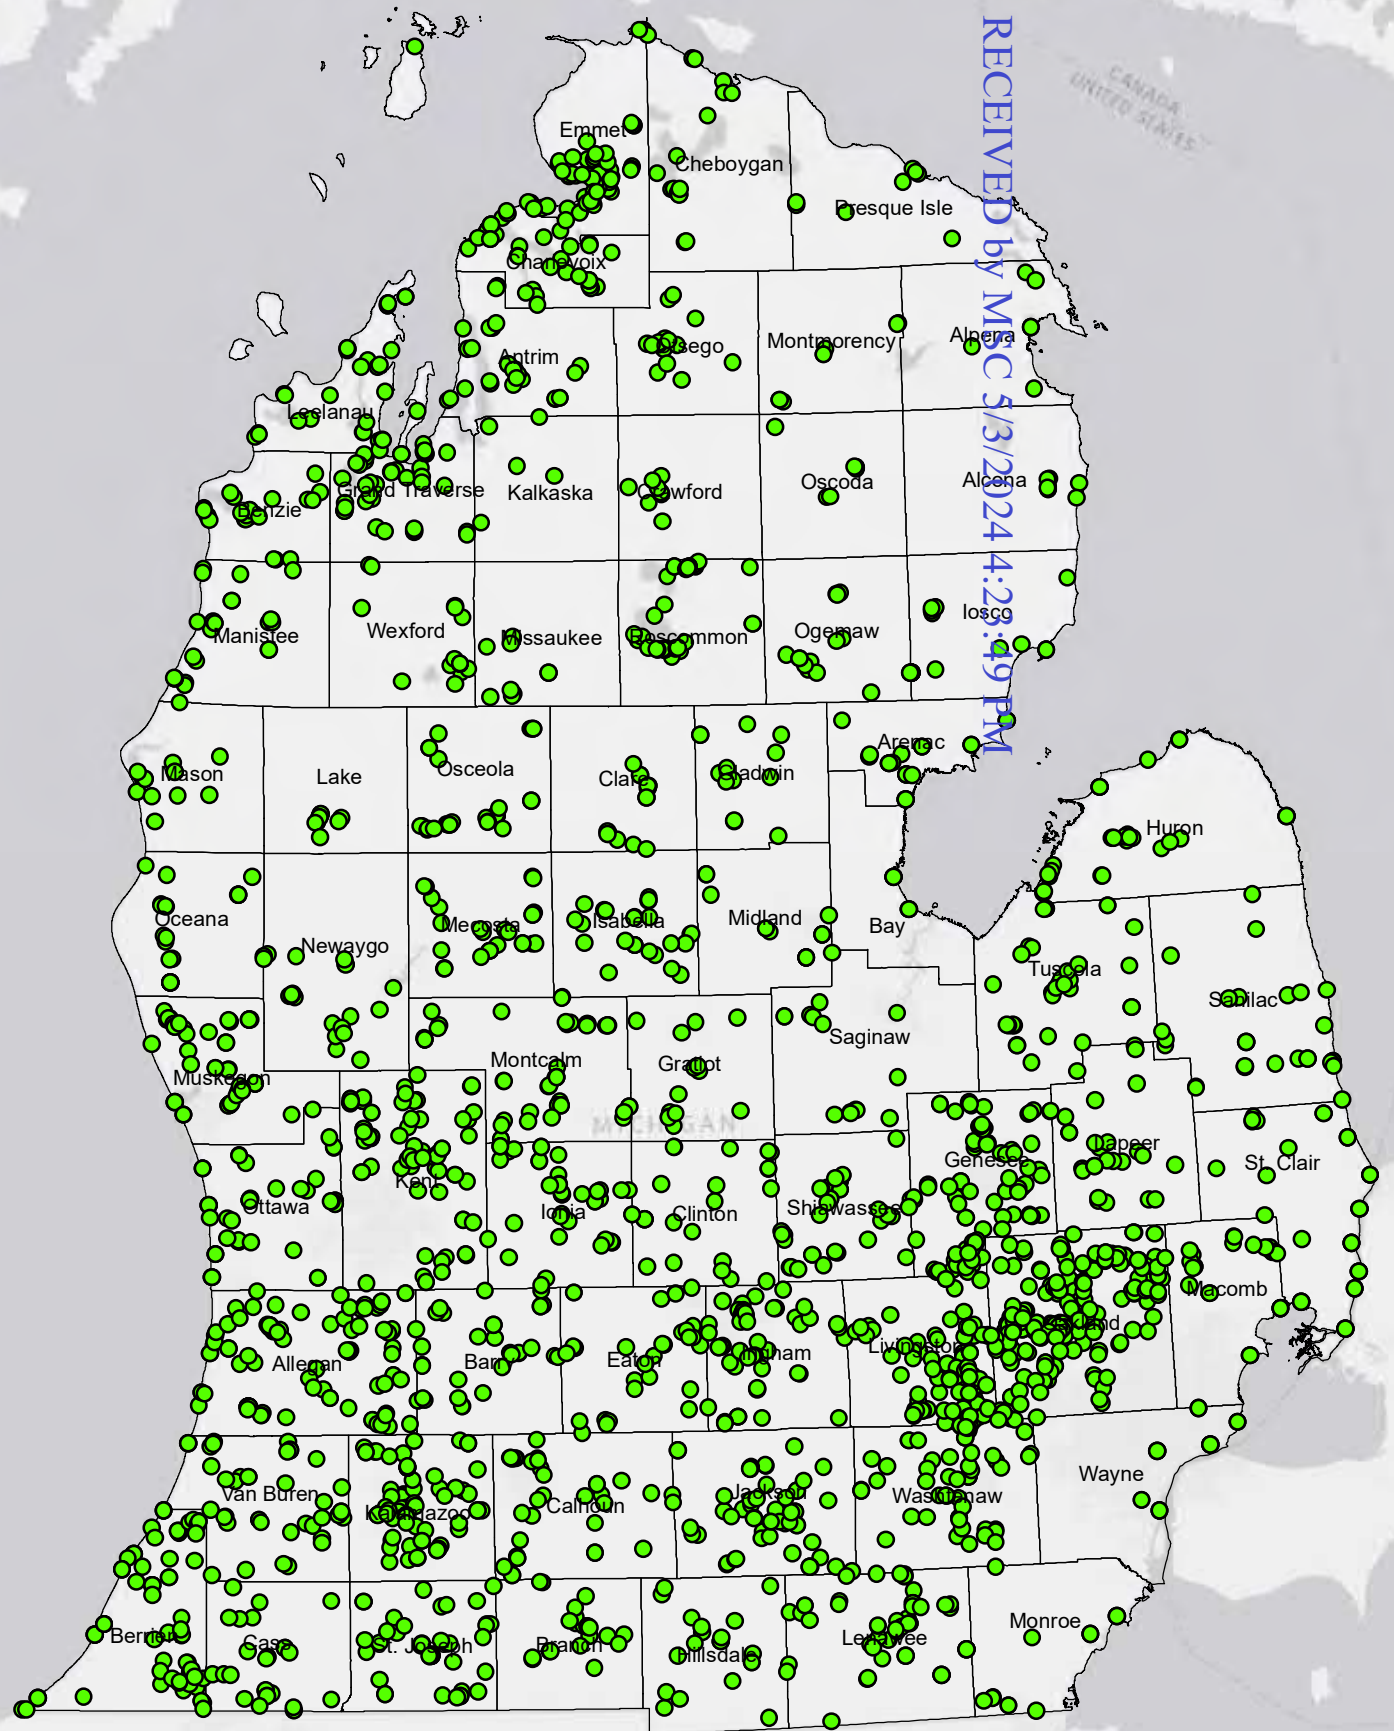 CANADA
UNITED STATES
RECEIVED by MSC 5/3/2024 4:23:49 PM
Emmet
Cheboygan
Presque Isle
Charlevoix
Antrim
Otsego
Montmorency
Alpena
Leelanau
Benzie
Grand Traverse
Kalkaska
Crawford
Oscoda
Alcona
Manistee
Wexford
Missaukee
Roscommon
Ogemaw
Iosco
Mason
Lake
Osceola
Clare
Gladwin
Arenac
Huron
Oceana
Newaygo
Mecosta
Isabella
Midland
Bay
Tuscola
Sanilac
Saginaw
Muskegon
Montcalm
Gratiot
MICHIGAN
Genesee
Lapeer
St. Clair
Ottawa
Kent
Ionia
Clinton
Shiawassee
Macomb
Oakland
Livingston
Allegan
Barry
Eaton
Ingham
Wayne
Van Buren
Kalamazoo
Calhoun
Jackson
Washtenaw
Berrien
Cass
St. Joseph
Branch
Hillsdale
Lenawee
Monroe